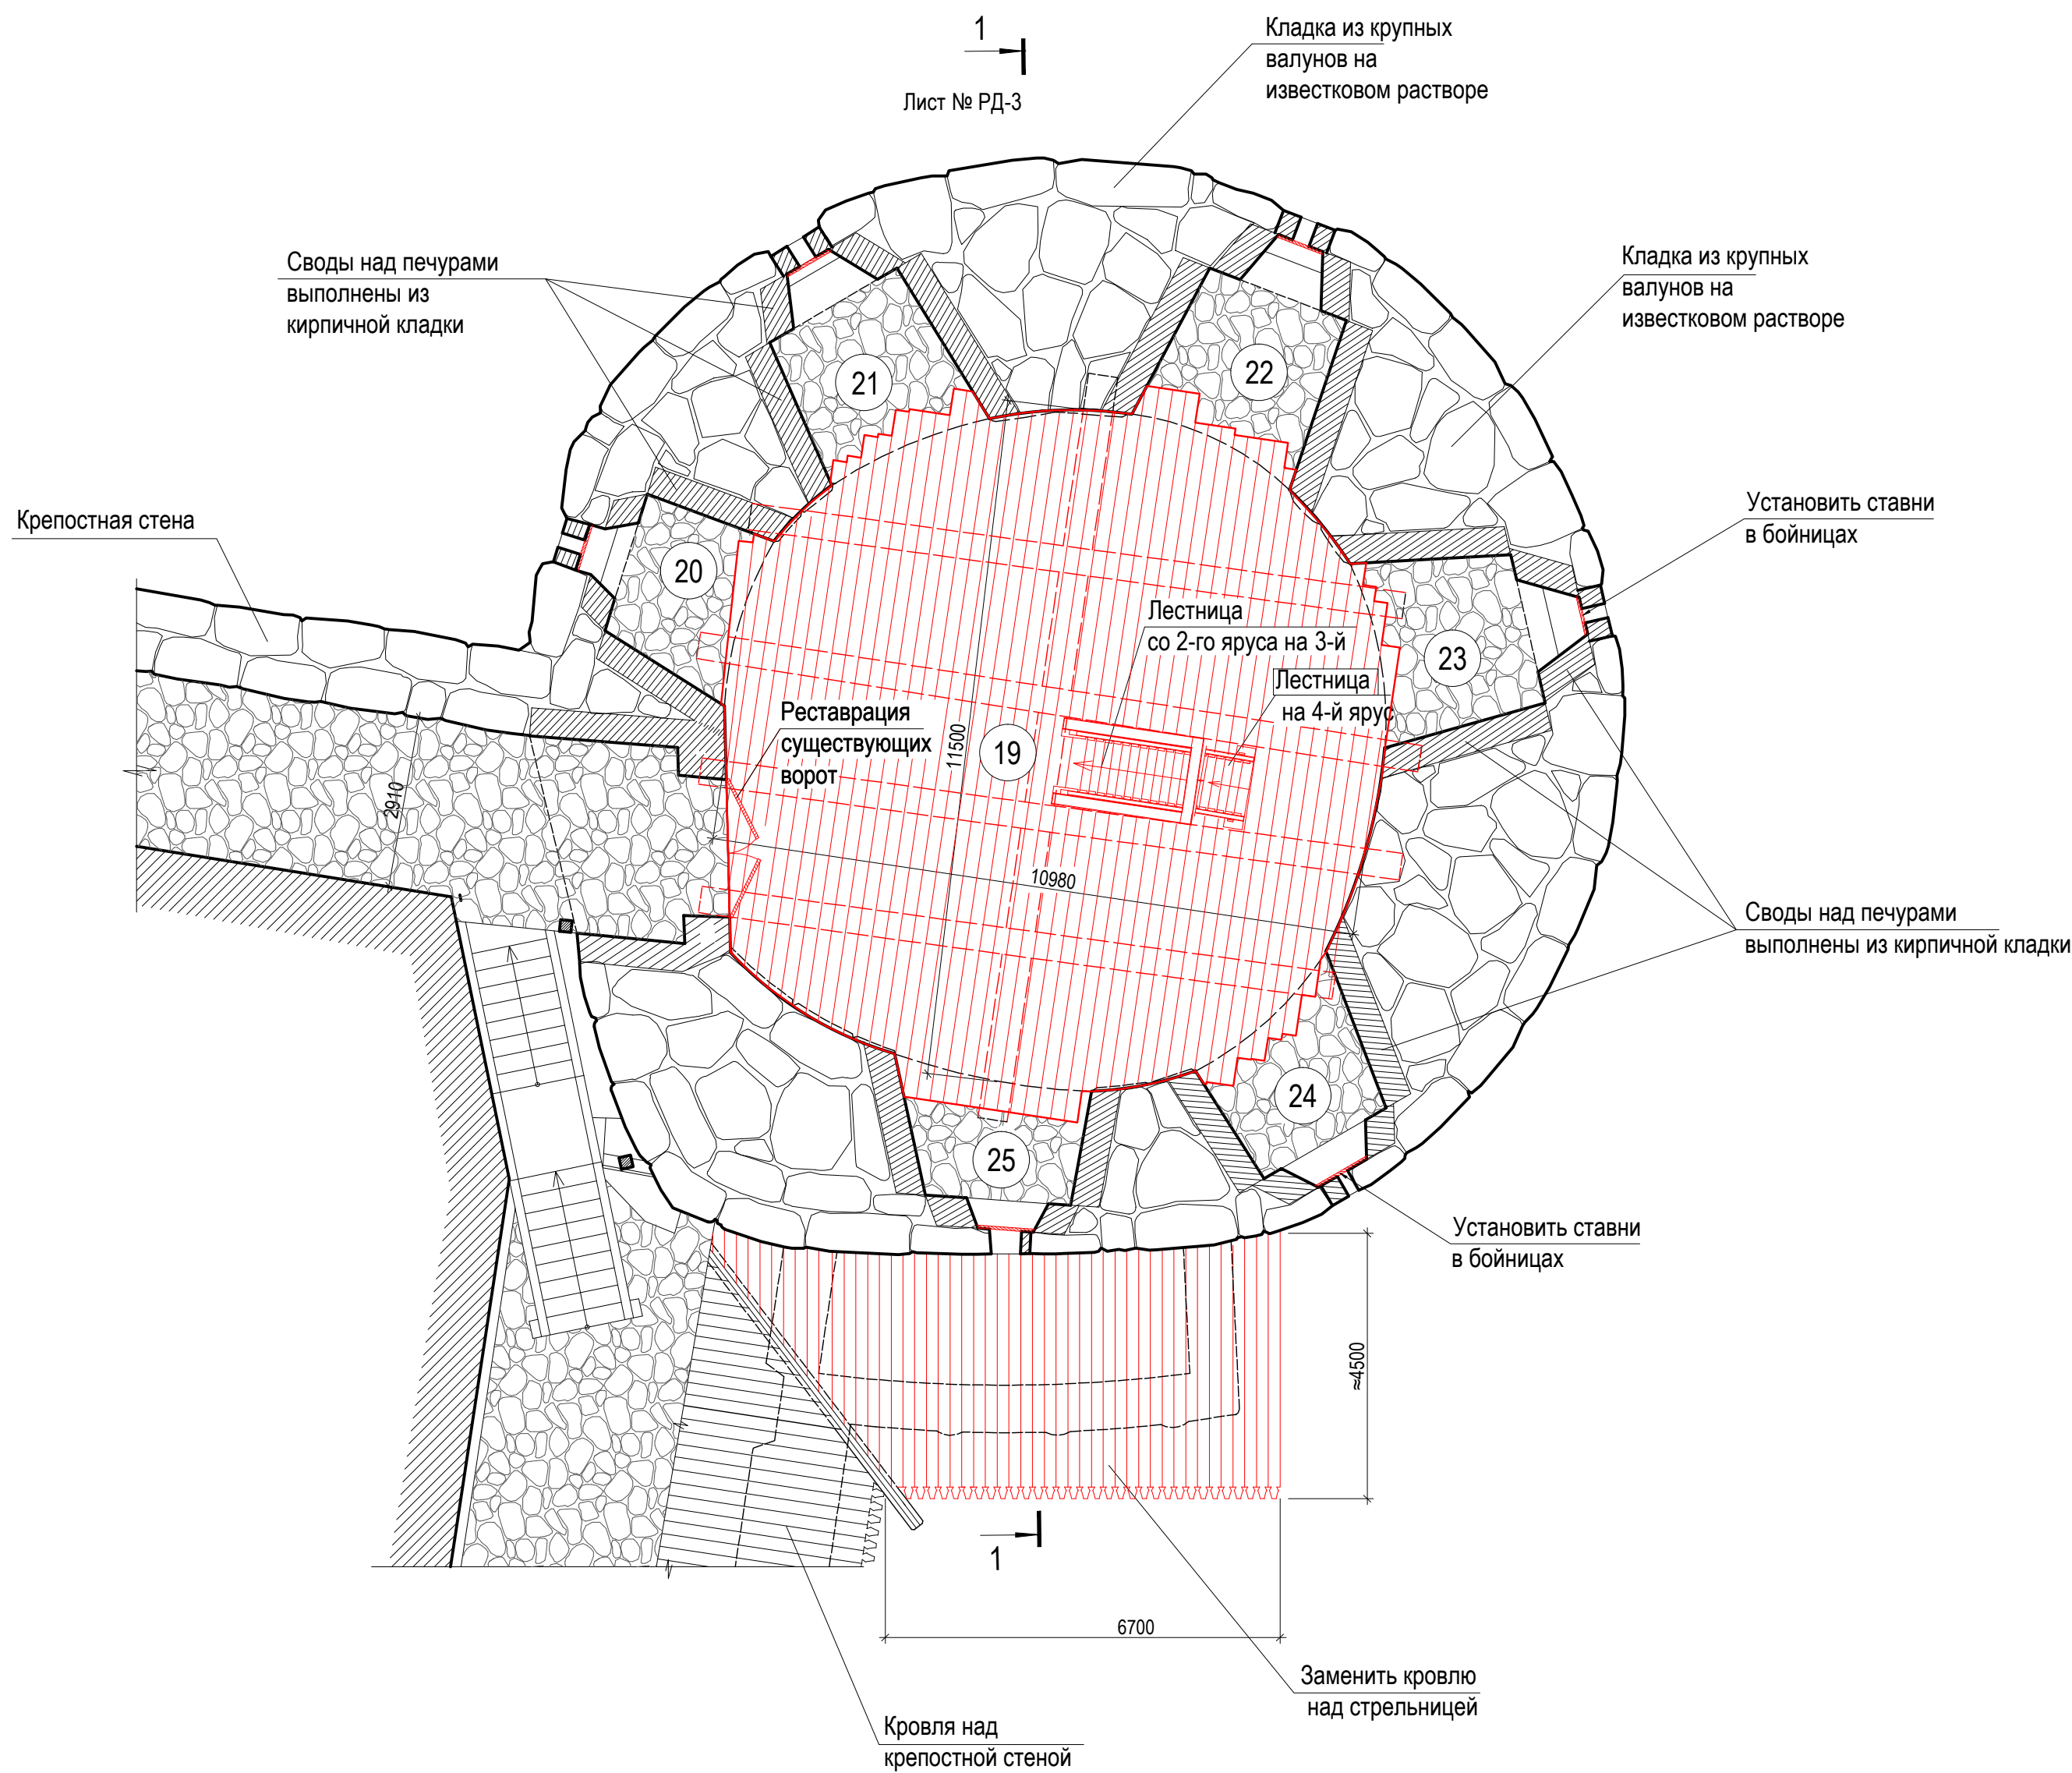 1
Лист № РД-3
Кладка из крупных
валунов на
известковом растворе
Своды над печурами
выполнены из
кирпичной кладки
Кладка из крупных
валунов на
известковом растворе
21
22
Крепостная стена
Установить ставни
в бойницах
20
Лестница
со 2-го яруса на 3-й
23
Лестница
на 4-й ярус
Реставрация
существующих
ворот
19
11500
2910
10980
Своды над печурами
выполнены из кирпичной кладки
24
25
Установить ставни
в бойницах
≈4500
1
6700
Заменить кровлю
над стрельницей
Кровля над
крепостной стеной